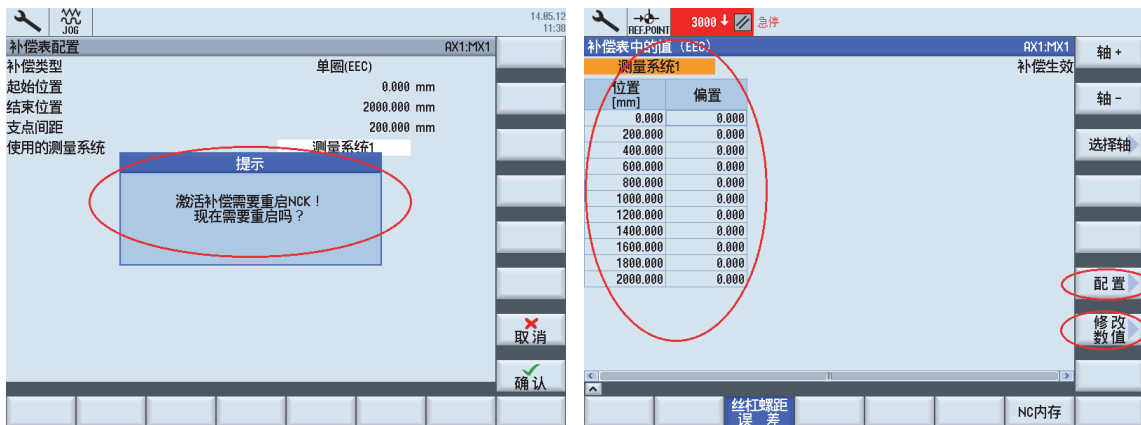 JOG
14.05.12
11:38
补偿表配置
AX1:MX1
补偿类型
单圈(EEC)
起始位置
0.000 mm
结束位置
2000.000 mm
支点间距
200.000 mm
使用的测量系统
测量系统1
提示
激活补偿需要重启NCK！
现在需要重启吗？
取消
确认
REF.POINT
3000
急停
补偿表中的值 (EEC)
AX1:MX1
测量系统1
补偿生效
位置
[mm]
偏置
0.000 0.000
200.000 0.000
400.000 0.000
600.000 0.000
800.000 0.000
1000.000 0.000
1200.000 0.000
1400.000 0.000
1600.000 0.000
1800.000 0.000
2000.000 0.000
轴 +
轴 -
选择轴
配 置
修 改
数 值
丝杠螺距
误 差
NC内存